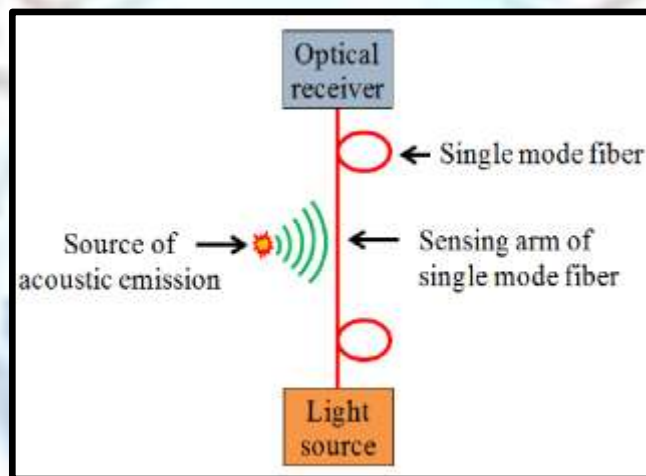 Optical
receiver
Single mode fiber
Source of
acoustic emission
Sensing arm of
single mode fiber
Light
source